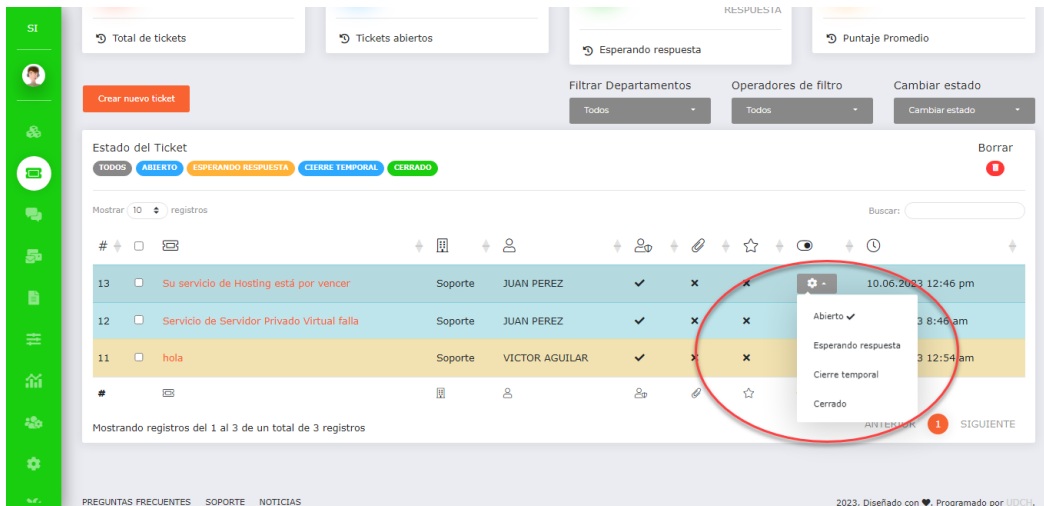 SI
RESPUESTA
Total de tickets
Tickets abiertos
Esperando respuesta
Puntaje Promedio
Crear nuevo ticket
Filtrar Departamentos
Operadores de filtro
Cambiar estado
Todos
Todos
Cambiar estado
Estado del Ticket
Borrar
TODOS ABIERTO ESPERANDO RESPUESTA CIERRE TEMPORAL CERRADO
Mostrar 10 registros
Buscar:
#
13 Su servicio de Hosting está por vencer Soporte JUAN PEREZ 10.06.2023 12:46 pm
12 Servicio de Servidor Privado Virtual falla Soporte JUAN PEREZ 3 8:46 am
11 hola Soporte VICTOR AGUILAR 3 12:54 am
Abierto
Esperando respuesta
Cierre temporal
Cerrado
#
Mostrando registros del 1 al 3 de un total de 3 registros
ANTERIOR 1 SIGUIENTE
PREGUNTAS FRECUENTES SOPORTE NOTICIAS
2023. Diseñado con ♥. Programado por UDCH.